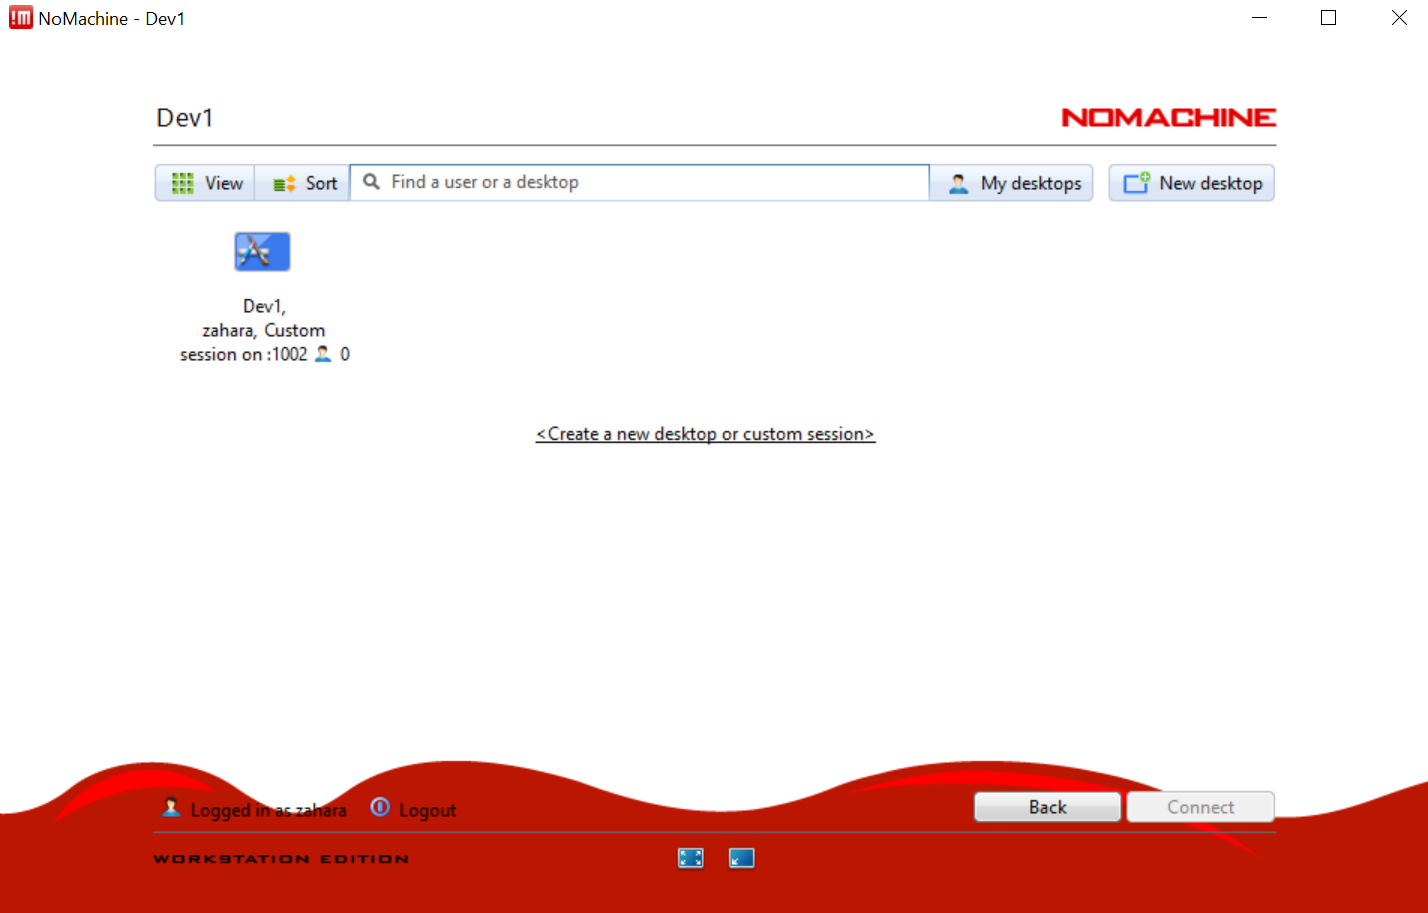 !M NoMachine - Dev1
Dev1
NOMACHINE
View
Sort
Find a user or a desktop
My desktops
New desktop
Dev1,
zahara, Custom
session on :1002 0
<Create a new desktop or custom session>
Logged in as zahara
Logout
Back
Connect
WORKSTATION EDITION